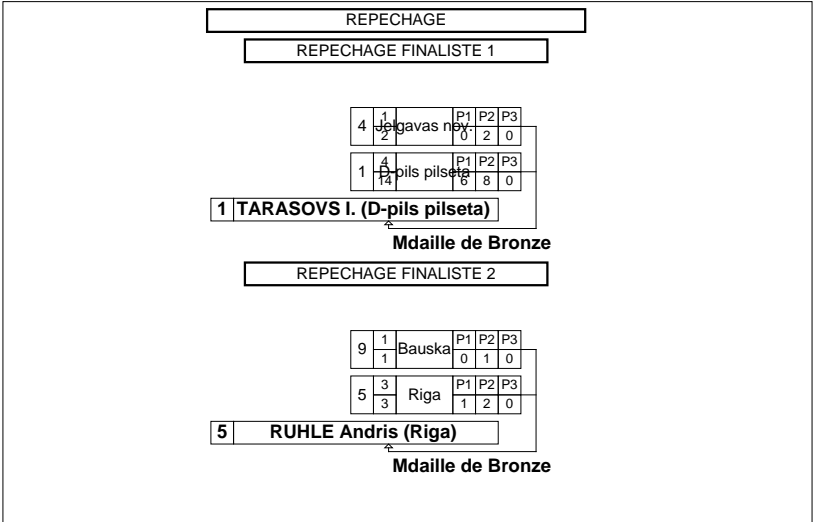 REPECHAGE
REPECHAGE FINALISTE 1
4 1 2 Jelgavas nov. P1 P2 P3 0 2 0
1 4 14 D-pils pilseta P1 P2 P3 6 8 0
1 TARASOVS I. (D-pils pilseta)
Mdaille de Bronze
REPECHAGE FINALISTE 2
9 1 1 Bauska P1 P2 P3 0 1 0
5 3 3 Riga P1 P2 P3 1 2 0
5 RUHLE Andris (Riga)
Mdaille de Bronze